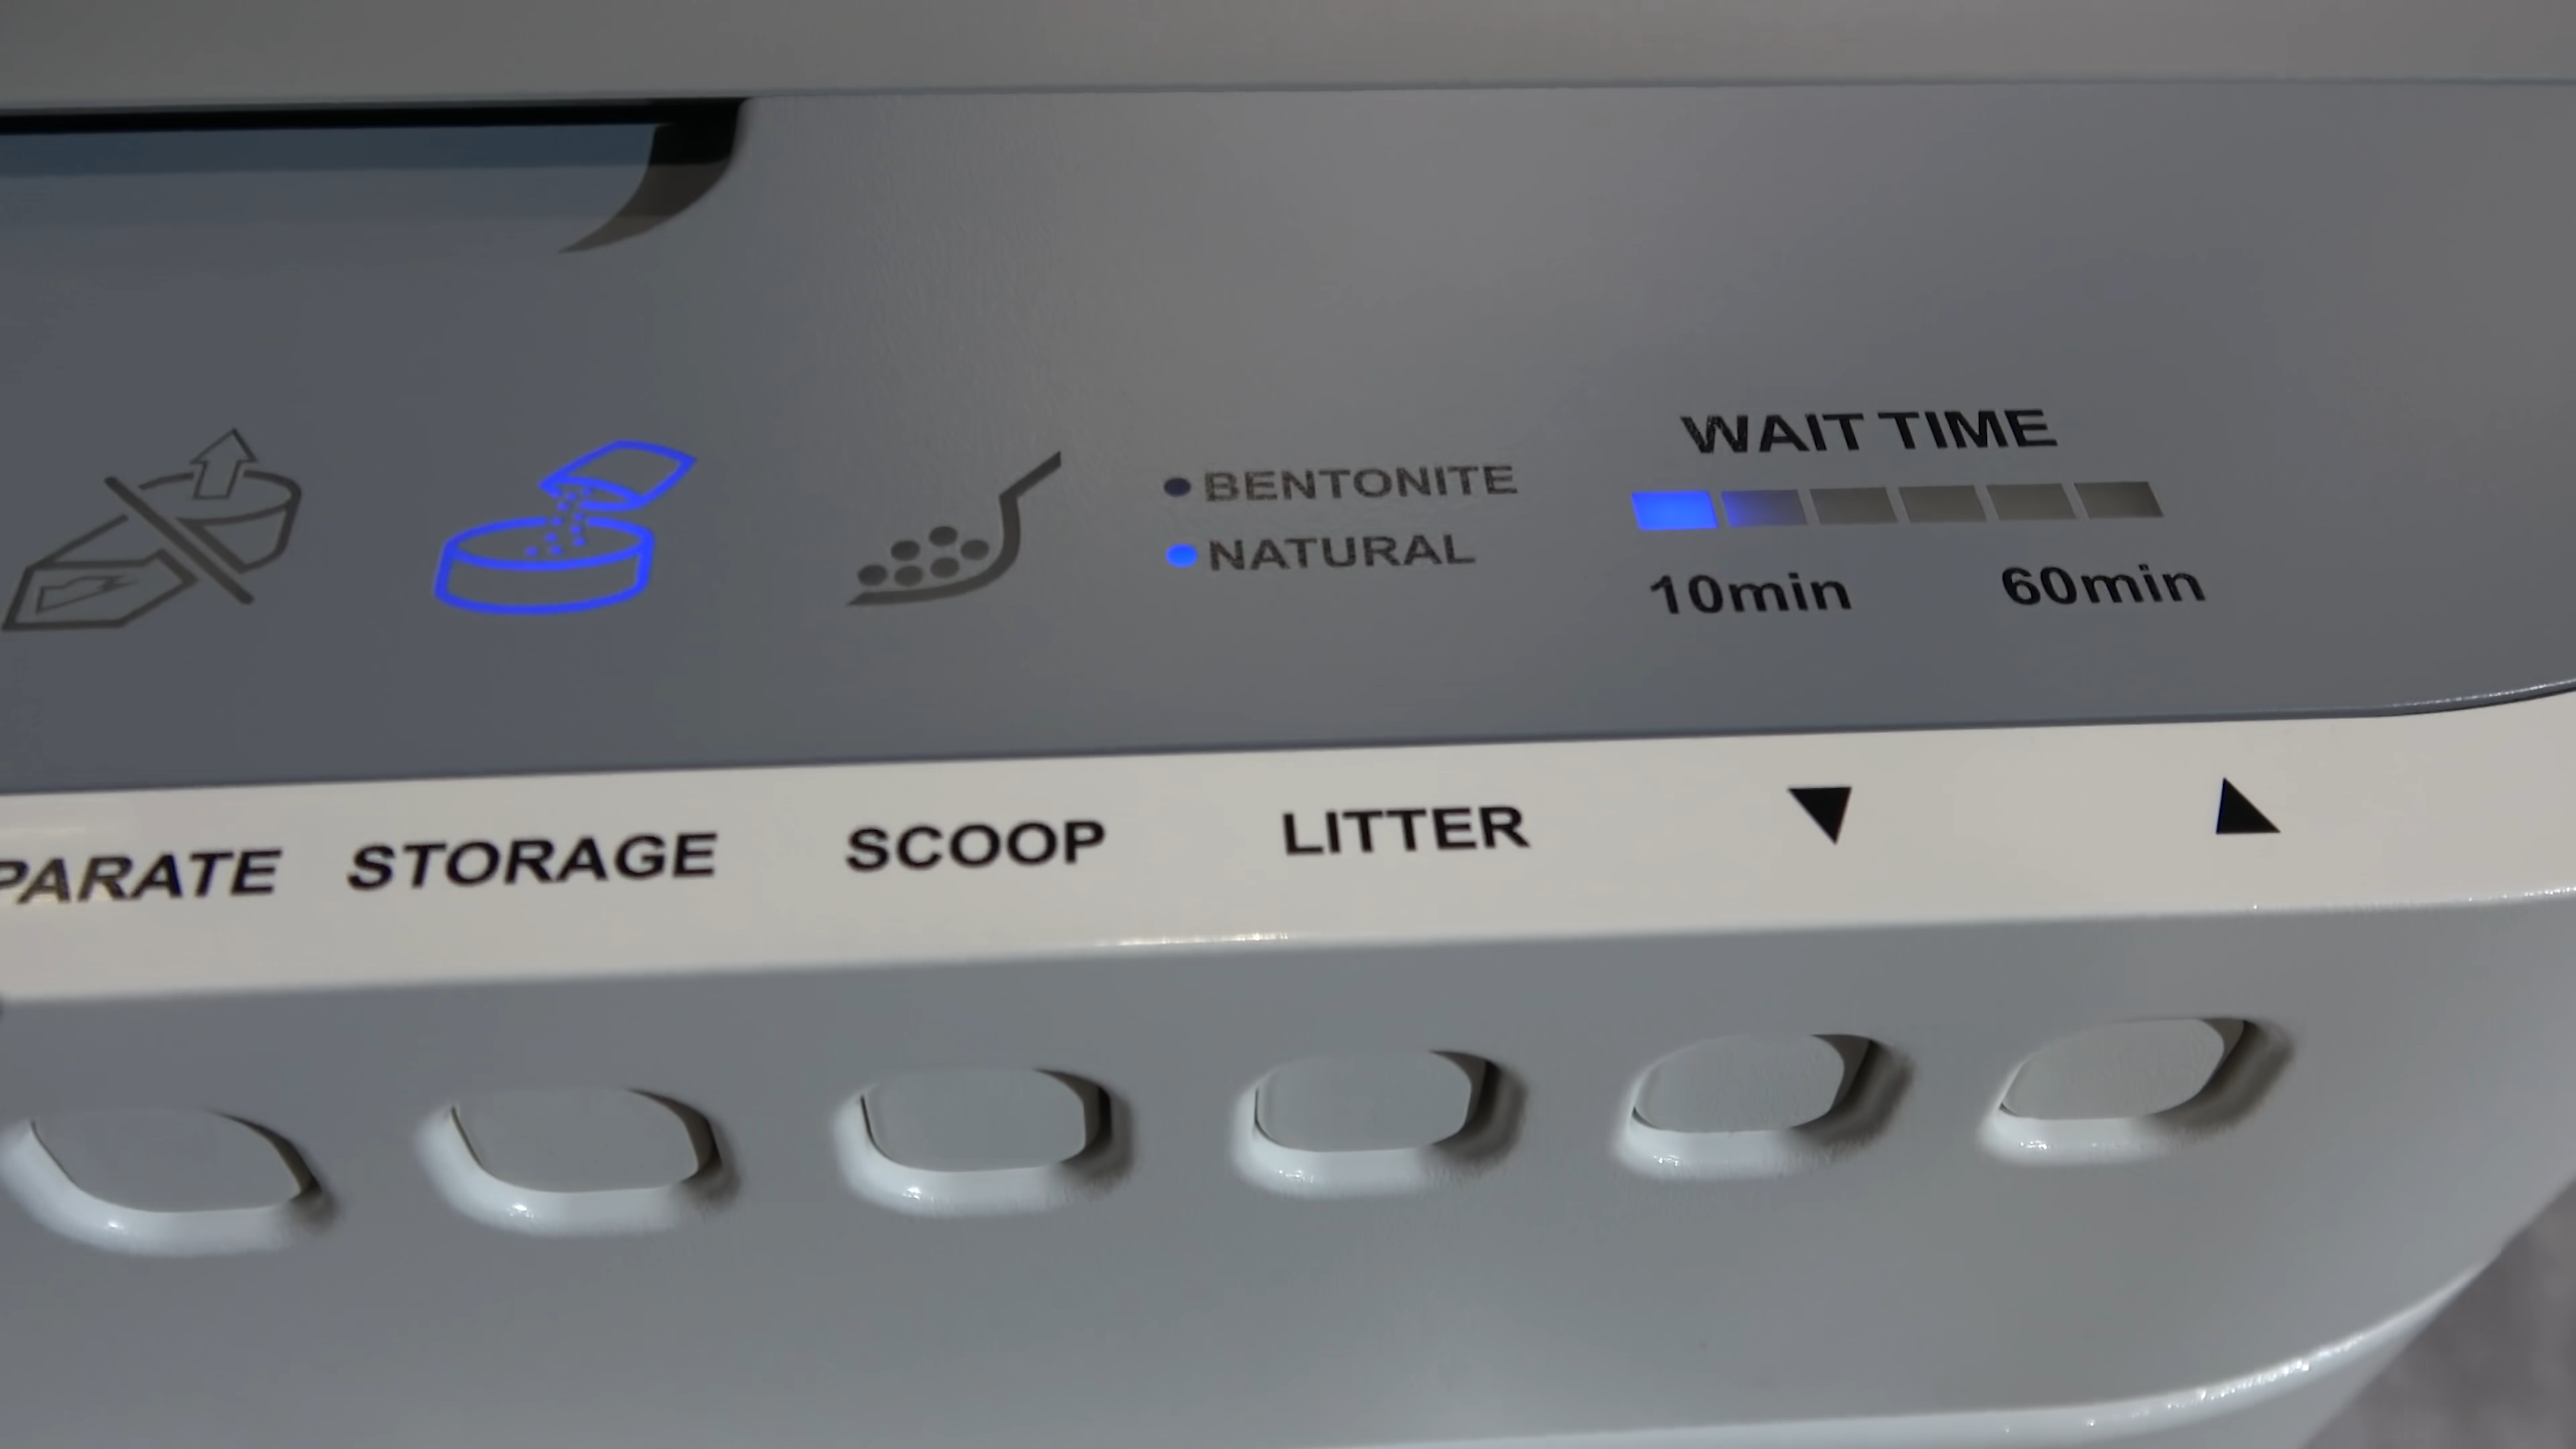 BENTONITE
NATURAL
WAIT TIME
10min 60min
PARATE STORAGE SCOOP LITTER